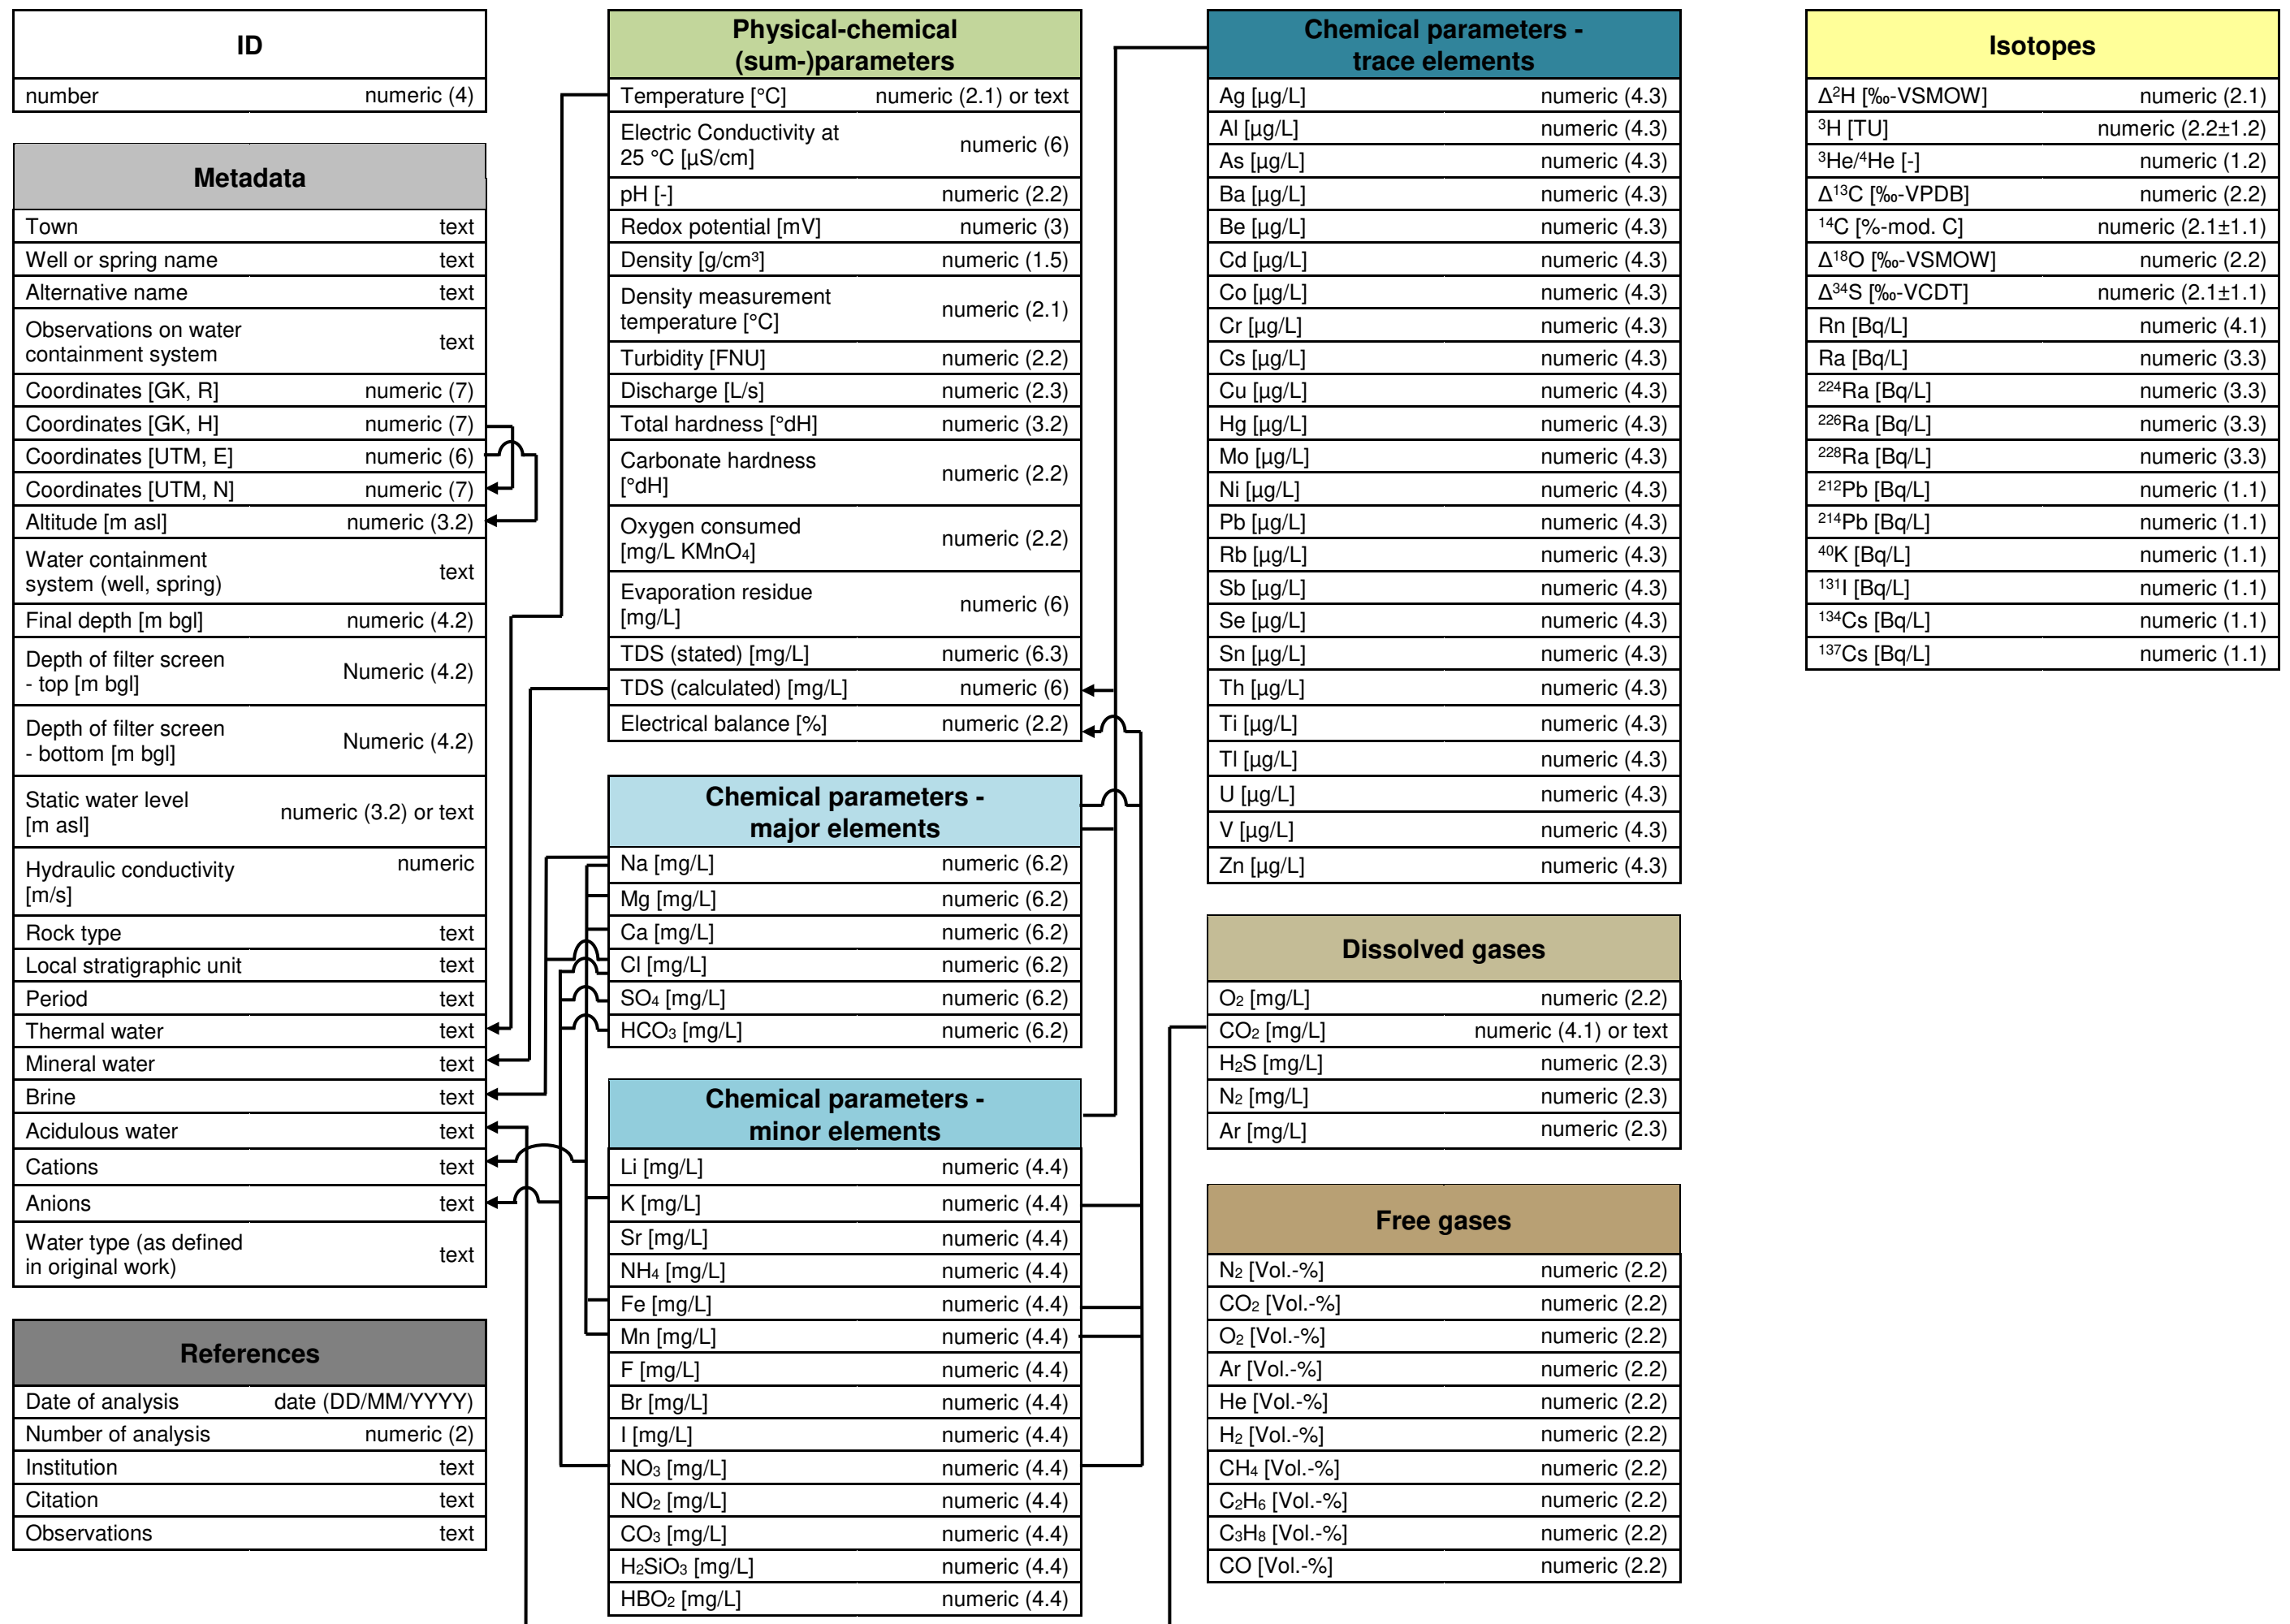 ID
number numeric (4)
Metadata
Town text
Well or spring name text
Alternative name text
Observations on water
containment system text
Coordinates [GK, R] numeric (7)
Coordinates [GK, H] numeric (7)
Coordinates [UTM, E] numeric (6)
Coordinates [UTM, N] numeric (7)
Altitude [m asl] numeric (3.2)
Water containment
system (well, spring) text
Final depth [m bgl] numeric (4.2)
Depth of filter screen
- top [m bgl] Numeric (4.2)
Depth of filter screen
- bottom [m bgl] Numeric (4.2)
Static water level
[m asl] numeric (3.2) or text
Hydraulic conductivity numeric
[m/s]
Rock type text
Local stratigraphic unit text
Period text
Thermal water text
Mineral water text
Brine text
Acidulous water text
Cations text
Anions text
Water type (as defined
in original work) text
References
Date of analysis date (DD/MM/YYYY)
Number of analysis numeric (2)
Institution text
Citation text
Observations text
Physical-chemical
(sum-)parameters
Temperature [°C] numeric (2.1) or text
Electric Conductivity at
25 °C [µS/cm] numeric (6)
pH [-] numeric (2.2)
Redox potential [mV] numeric (3)
Density [g/cm³] numeric (1.5)
Density measurement
temperature [°C] numeric (2.1)
Turbidity [FNU] numeric (2.2)
Discharge [L/s] numeric (2.3)
Total hardness [°dH] numeric (3.2)
Carbonate hardness
[°dH] numeric (2.2)
Oxygen consumed
[mg/L KMnO₄] numeric (2.2)
Evaporation residue
[mg/L] numeric (6)
TDS (stated) [mg/L] numeric (6.3)
TDS (calculated) [mg/L] numeric (6)
Electrical balance [%] numeric (2.2)
Chemical parameters -
major elements
Na [mg/L] numeric (6.2)
Mg [mg/L] numeric (6.2)
Ca [mg/L] numeric (6.2)
Cl [mg/L] numeric (6.2)
SO₄ [mg/L] numeric (6.2)
HCO₃ [mg/L] numeric (6.2)
Chemical parameters -
minor elements
Li [mg/L] numeric (4.4)
K [mg/L] numeric (4.4)
Sr [mg/L] numeric (4.4)
NH₄ [mg/L] numeric (4.4)
Fe [mg/L] numeric (4.4)
Mn [mg/L] numeric (4.4)
F [mg/L] numeric (4.4)
Br [mg/L] numeric (4.4)
I [mg/L] numeric (4.4)
NO₃ [mg/L] numeric (4.4)
NO₂ [mg/L] numeric (4.4)
CO₃ [mg/L] numeric (4.4)
H₂SiO₃ [mg/L] numeric (4.4)
HBO₂ [mg/L] numeric (4.4)
Chemical parameters -
trace elements
Ag [µg/L] numeric (4.3)
Al [µg/L] numeric (4.3)
As [µg/L] numeric (4.3)
Ba [µg/L] numeric (4.3)
Be [µg/L] numeric (4.3)
Cd [µg/L] numeric (4.3)
Co [µg/L] numeric (4.3)
Cr [µg/L] numeric (4.3)
Cs [µg/L] numeric (4.3)
Cu [µg/L] numeric (4.3)
Hg [µg/L] numeric (4.3)
Mo [µg/L] numeric (4.3)
Ni [µg/L] numeric (4.3)
Pb [µg/L] numeric (4.3)
Rb [µg/L] numeric (4.3)
Sb [µg/L] numeric (4.3)
Se [µg/L] numeric (4.3)
Sn [µg/L] numeric (4.3)
Th [µg/L] numeric (4.3)
Ti [µg/L] numeric (4.3)
Tl [µg/L] numeric (4.3)
U [µg/L] numeric (4.3)
V [µg/L] numeric (4.3)
Zn [µg/L] numeric (4.3)
Dissolved gases
O₂ [mg/L] numeric (2.2)
CO₂ [mg/L] numeric (4.1) or text
H₂S [mg/L] numeric (2.3)
N₂ [mg/L] numeric (2.3)
Ar [mg/L] numeric (2.3)
Free gases
N₂ [Vol.-%] numeric (2.2)
CO₂ [Vol.-%] numeric (2.2)
O₂ [Vol.-%] numeric (2.2)
Ar [Vol.-%] numeric (2.2)
He [Vol.-%] numeric (2.2)
H₂ [Vol.-%] numeric (2.2)
CH₄ [Vol.-%] numeric (2.2)
C₂H₆ [Vol.-%] numeric (2.2)
C₃H₈ [Vol.-%] numeric (2.2)
CO [Vol.-%] numeric (2.2)
Isotopes
Δ²H [‰-VSMOW] numeric (2.1)
³H [TU] numeric (2.2±1.2)
³He/⁴He [-] numeric (1.2)
Δ¹³C [‰-VPDB] numeric (2.2)
¹⁴C [%-mod. C] numeric (2.1±1.1)
Δ¹⁸O [‰-VSMOW] numeric (2.2)
Δ³⁴S [‰-VCDT] numeric (2.1±1.1)
Rn [Bq/L] numeric (4.1)
Ra [Bq/L] numeric (3.3)
²²⁴Ra [Bq/L] numeric (3.3)
²²⁶Ra [Bq/L] numeric (3.3)
²²⁸Ra [Bq/L] numeric (3.3)
²¹²Pb [Bq/L] numeric (1.1)
²¹⁴Pb [Bq/L] numeric (1.1)
⁴⁰K [Bq/L] numeric (1.1)
¹³¹I [Bq/L] numeric (1.1)
¹³⁴Cs [Bq/L] numeric (1.1)
¹³⁷Cs [Bq/L] numeric (1.1)